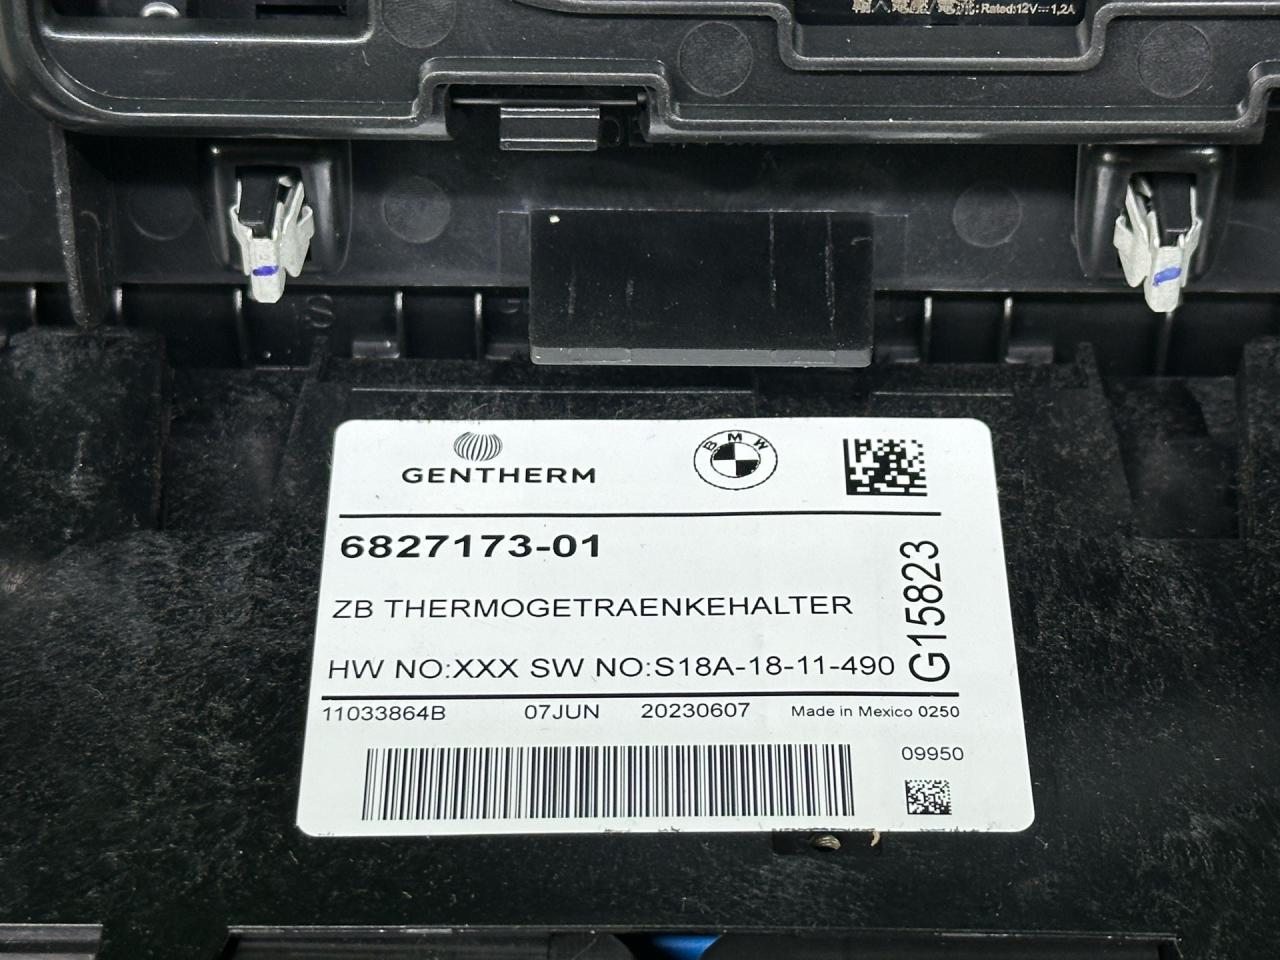 Rated:12V⎓1,2A
GENTHERM
BMW
6827173-01
ZB THERMOGETRAENKEHALTER
HW NO:XXX SW NO:S18A-18-11-490
G15823
11033864B 07JUN 20230607 Made in Mexico 0250
09950